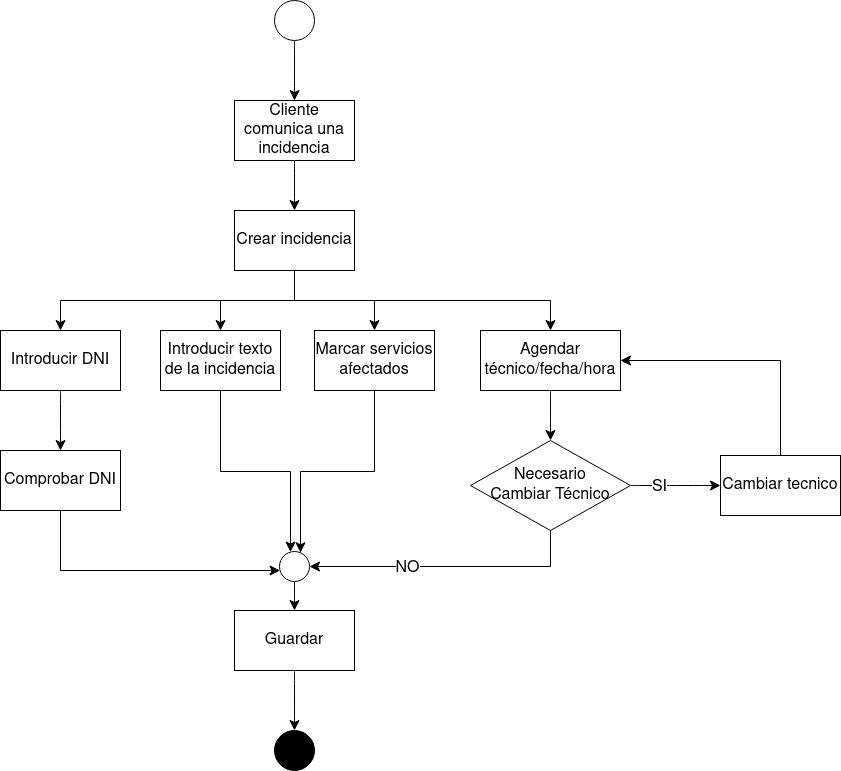 Cliente
comunica una
incidencia
Crear incidencia
Introducir DNI
Introducir texto
de la incidencia
Marcar servicios
afectados
Agendar
técnico/fecha/hora
Comprobar DNI
Necesario
Cambiar Técnico
SI
Cambiar tecnico
NO
Guardar